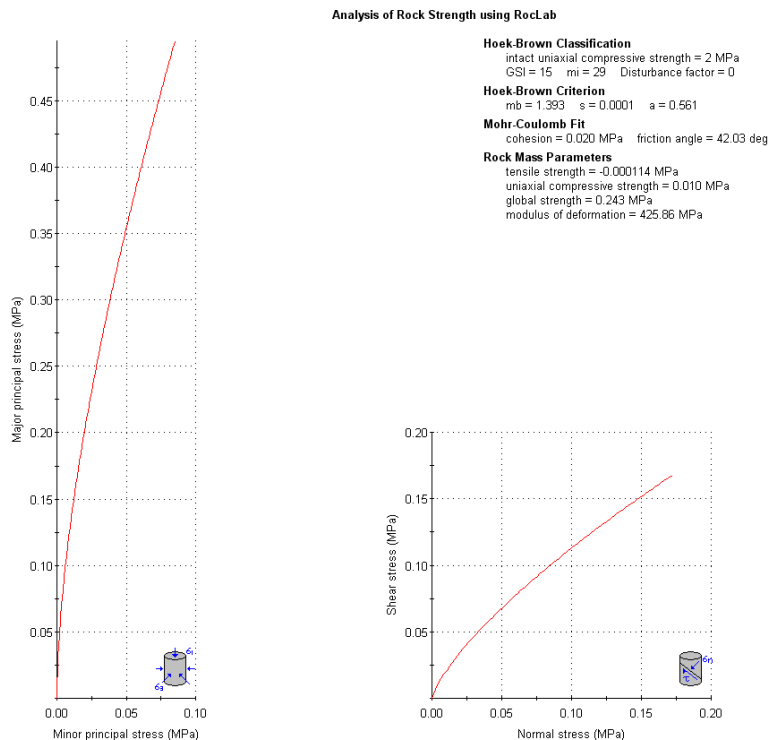 Analysis of Rock Strength using RocLab
Hoek-Brown Classification
intact uniaxial compressive strength = 2 MPa
GSI = 15 mi = 29 Disturbance factor = 0
Hoek-Brown Criterion
mb = 1.393 s = 0.0001 a = 0.561
Mohr-Coulomb Fit
cohesion = 0.020 MPa friction angle = 42.03 deg
Rock Mass Parameters
tensile strength = -0.000114 MPa
uniaxial compressive strength = 0.010 MPa
global strength = 0.243 MPa
modulus of deformation = 425.86 MPa
Major principal stress (MPa)
0.45
0.40
0.35
0.30
0.25
0.20
0.15
0.10
0.05
0.00 0.05 0.10
Minor principal stress (MPa)
σ1
σ3
Shear stress (MPa)
0.20
0.15
0.10
0.05
0.00 0.05 0.10 0.15 0.20
Normal stress (MPa)
σn
τ